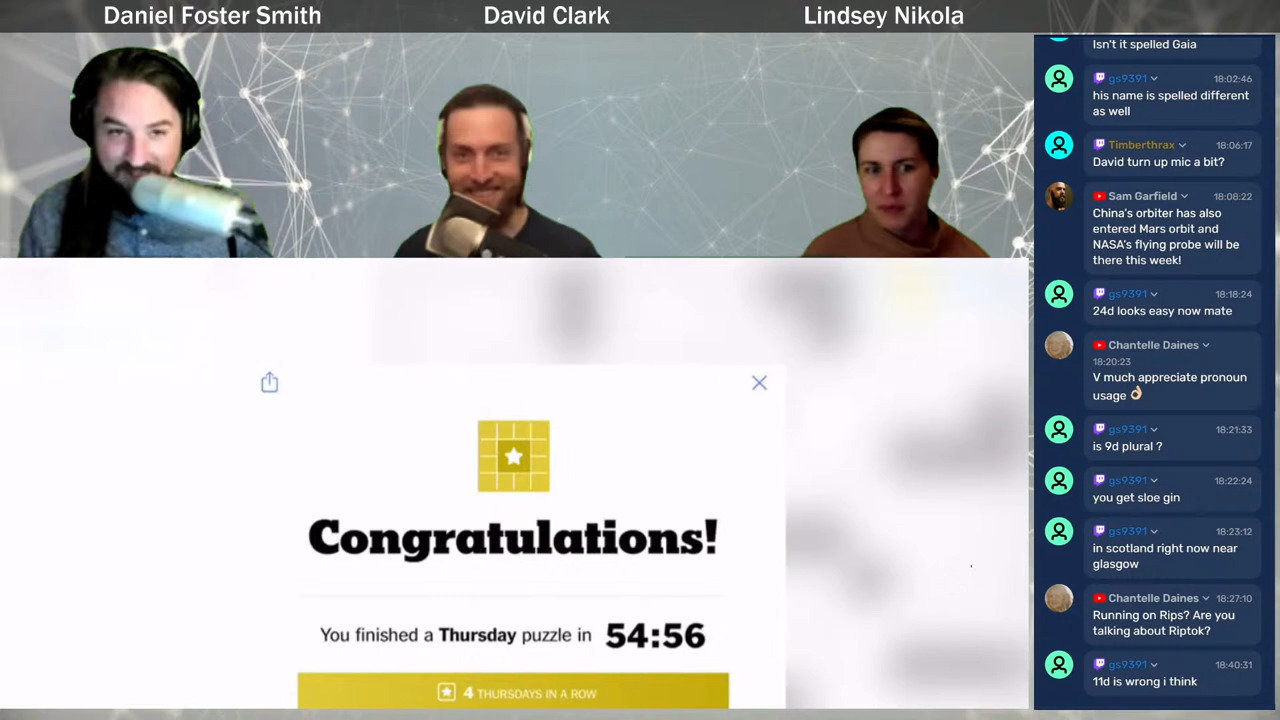 Daniel Foster Smith
David Clark
Lindsey Nikola
Congratulations!
You finished a Thursday puzzle in 54:56
4 THURSDAYS IN A ROW
Isn't it spelled Gaia
gs9391 18:02:46
his name is spelled different
as well
Timberthrax 18:06:17
David turn up mic a bit?
Sam Garfield 18:08:22
China's orbiter has also
entered Mars orbit and
NASA's flying probe will be
there this week!
gs9391 18:18:24
24d looks easy now mate
Chantelle Daines
18:20:23
V much appreciate pronoun
usage 👌🏼
gs9391 18:21:33
is 9d plural ?
gs9391 18:22:24
you get sloe gin
gs9391 18:23:12
in scotland right now near
glasgow
Chantelle Daines 18:27:10
Running on Rips? Are you
talking about Riptok?
gs9391 18:40:31
11d is wrong i think